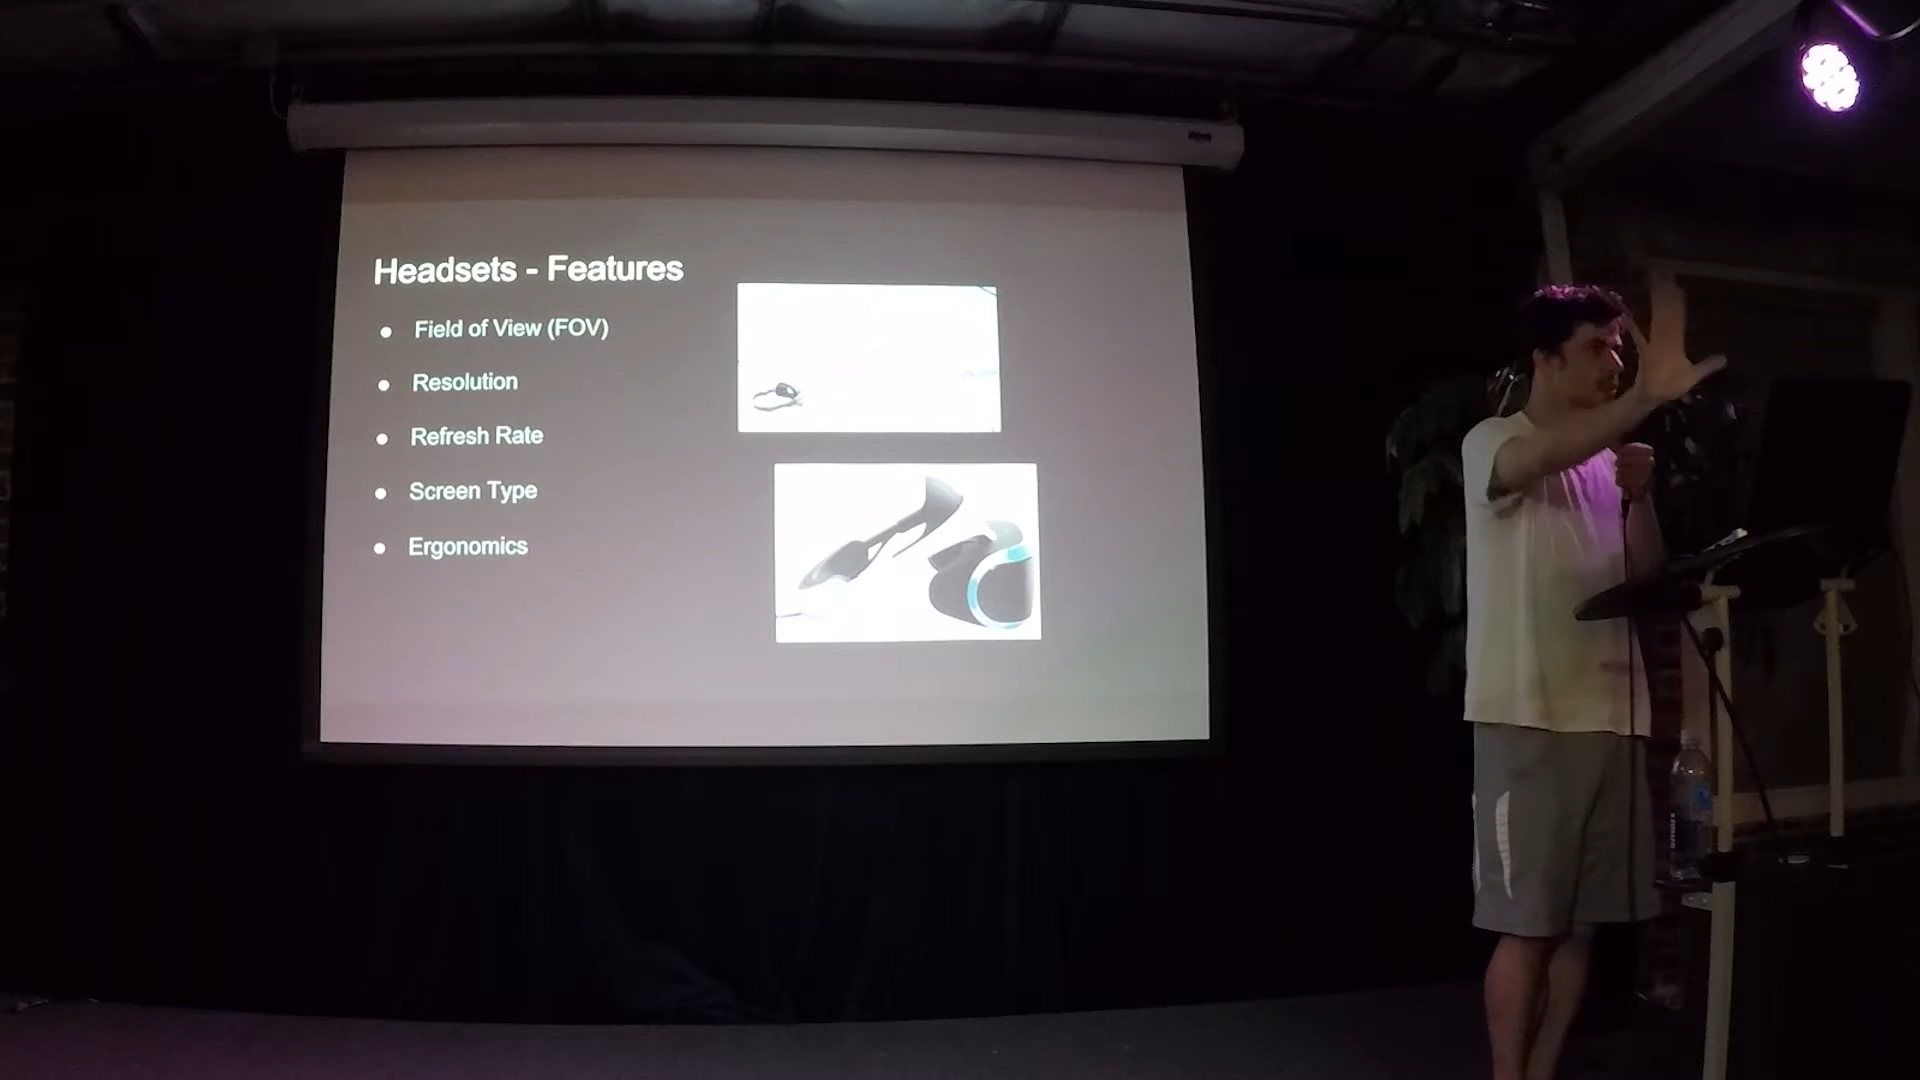 Headsets - Features
● Field of View (FOV)
● Resolution
● Refresh Rate
● Screen Type
● Ergonomics